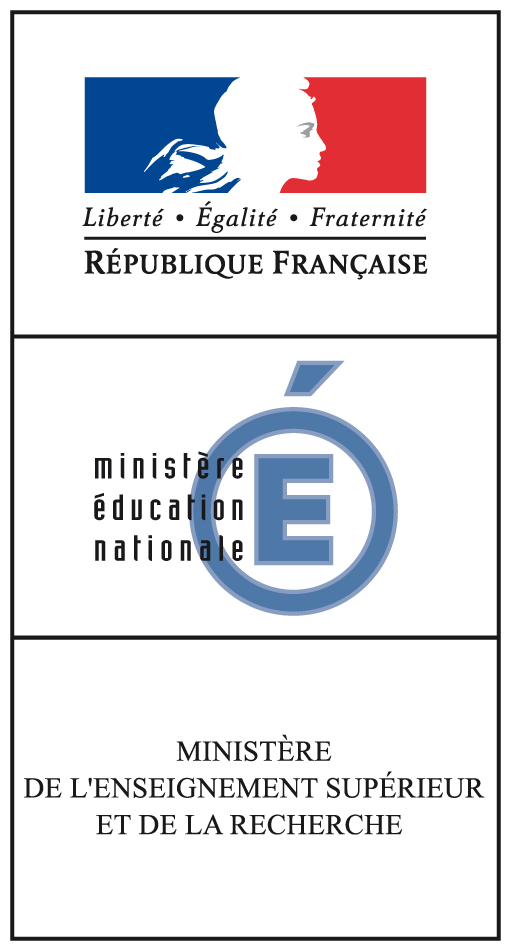 Liberté • Égalité • Fraternité
RÉPUBLIQUE FRANÇAISE
É
ministère
éducation
nationale
MINISTÈRE
DE L'ENSEIGNEMENT SUPÉRIEUR
ET DE LA RECHERCHE